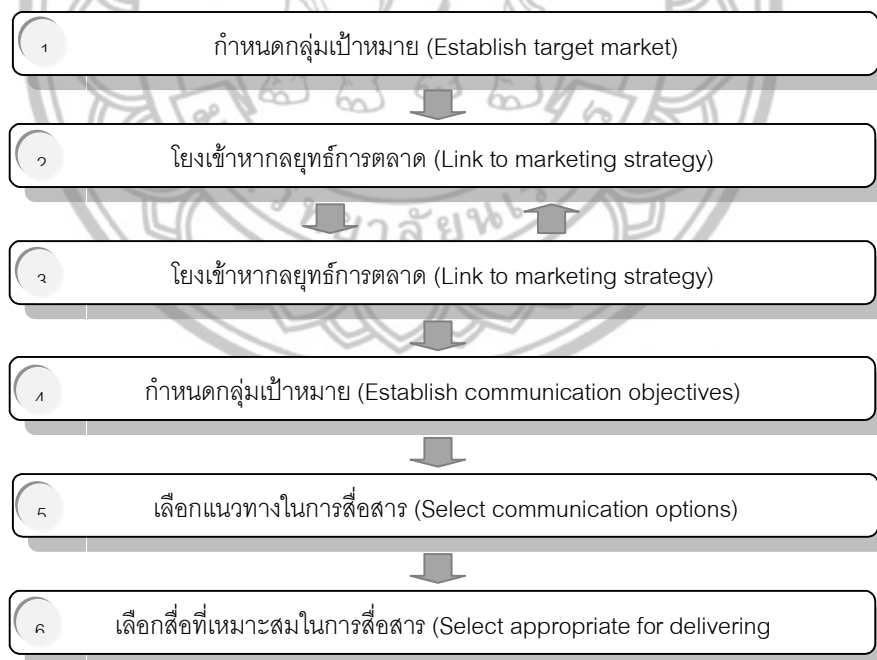 1 กำหนดกลุ่มเป้าหมาย (Establish target market)
2 โยงเข้าหากลยุทธ์การตลาด (Link to marketing strategy)
3 โยงเข้าหากลยุทธ์การตลาด (Link to marketing strategy)
4 กำหนดกลุ่มเป้าหมาย (Establish communication objectives)
5 เลือกแนวทางในการสื่อสาร (Select communication options)
6 เลือกสื่อที่เหมาะสมในการสื่อสาร (Select appropriate for delivering